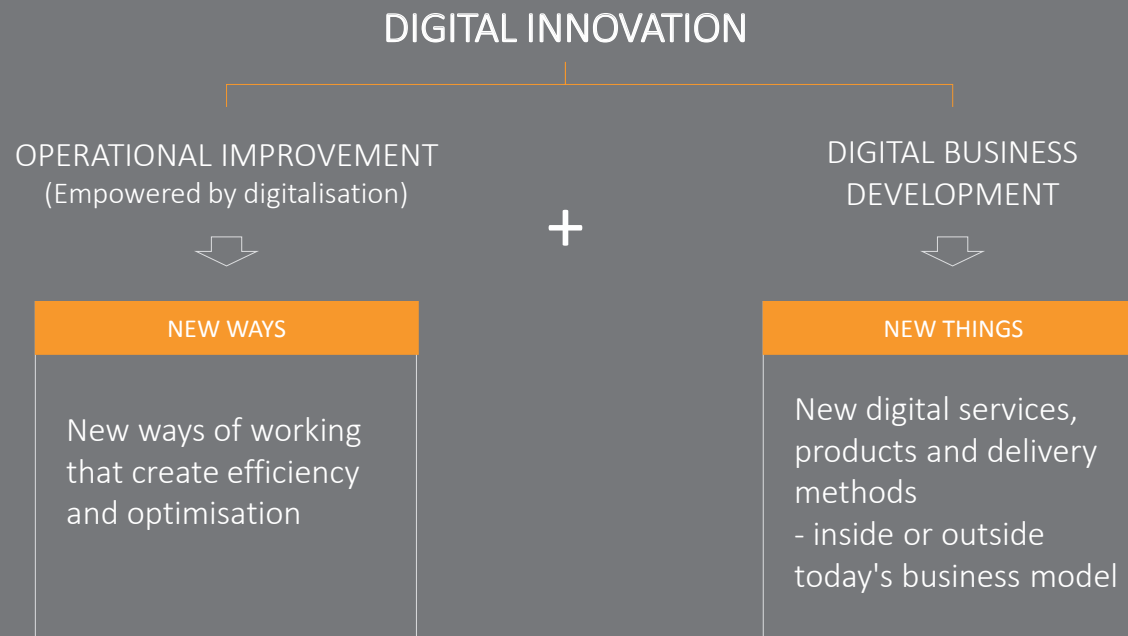 DIGITAL INNOVATION
OPERATIONAL IMPROVEMENT
(Empowered by digitalisation)
+
DIGITAL BUSINESS
DEVELOPMENT
NEW WAYS
New ways of working
that create efficiency
and optimisation
NEW THINGS
New digital services,
products and delivery
methods
- inside or outside
today's business model